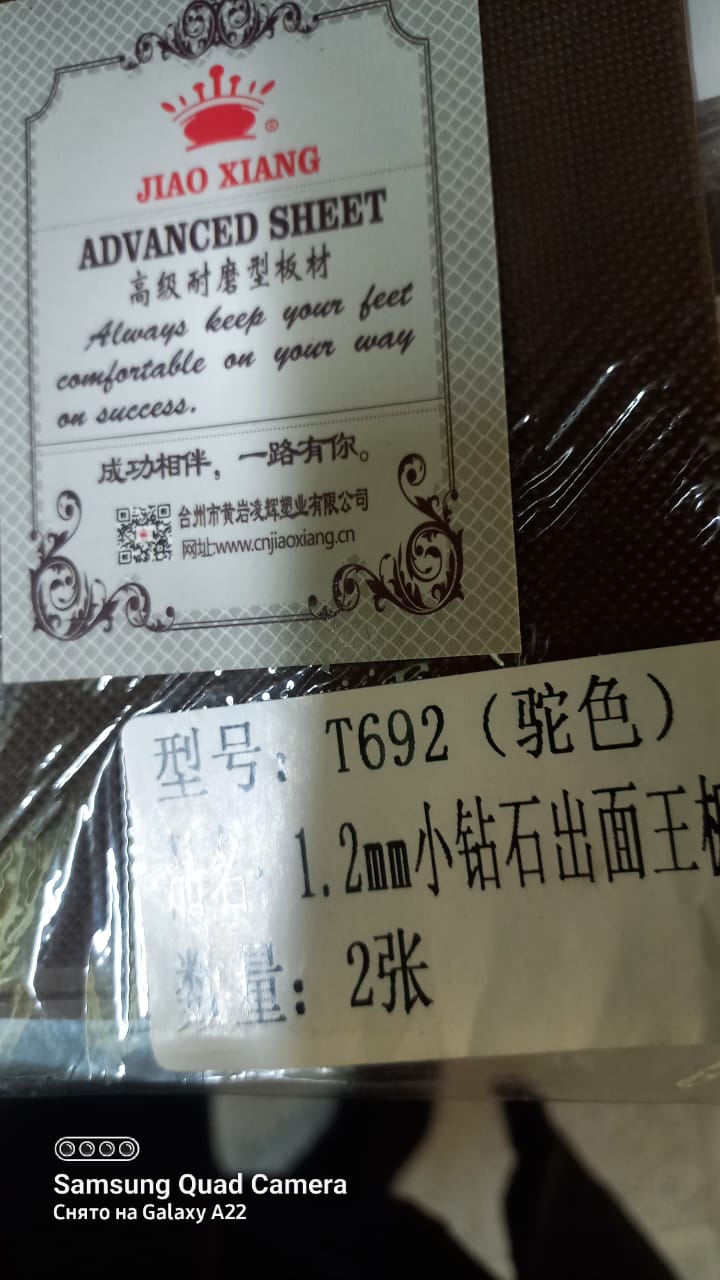 ®
JIAO XIANG
ADVANCED SHEET
高级耐磨型板材
Always keep your feet
comfortable on your way
on success.
成功相伴，一路有你。
台州市黄岩凌辉塑业有限公司
网址:www.cnjiaoxiang.cn
型号: T692（驼色）
1.2mm小钻石出面王板
数量: 2张
Samsung Quad Camera
Снято на Galaxy A22